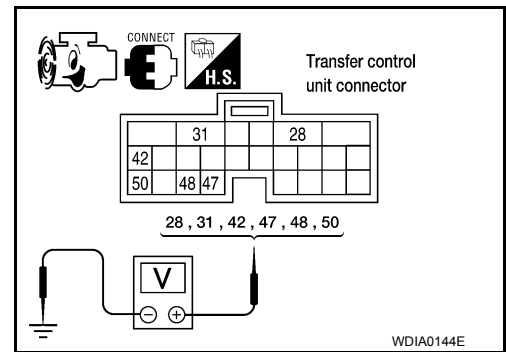 CONNECT
H.S.
Transfer control
unit connector
31 28
42
50 48 47
28 , 31 , 42 , 47 , 48 , 50
V
− +
WDIA0144E